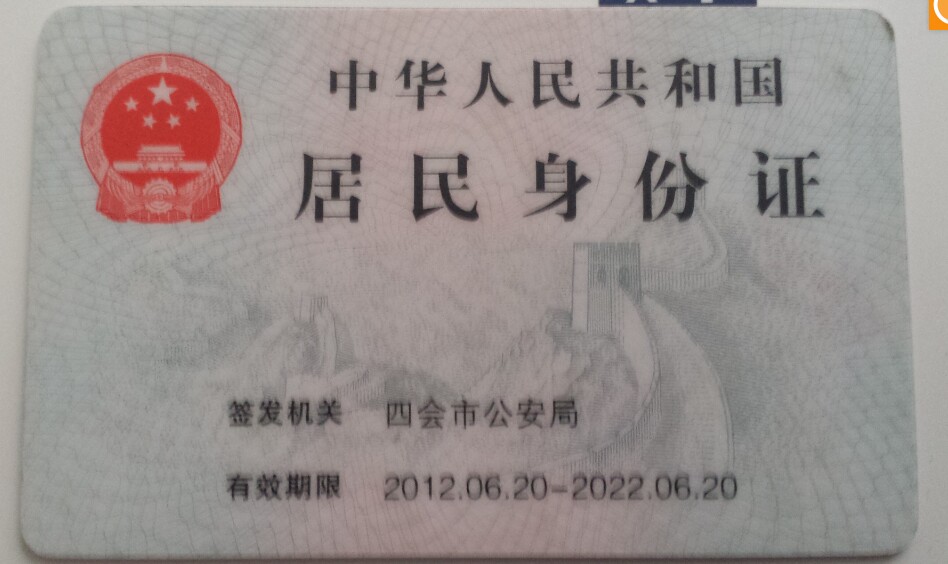 中华人民共和国
居民身份证
签发机关 四会市公安局
有效期限 2012.06.20-2022.06.20